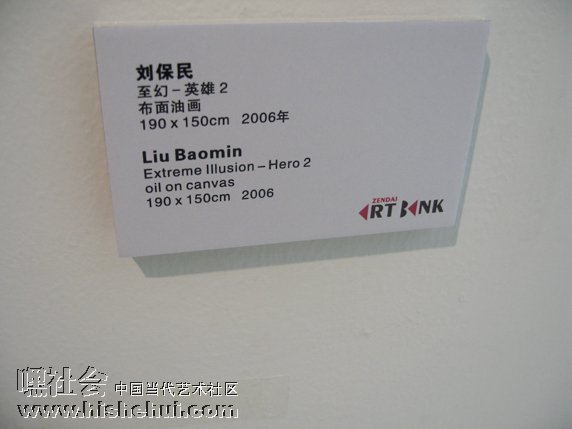 刘保民
至幻－英雄 2
布面油画
190 x 150cm 2006年
Liu Baomin
Extreme Illusion – Hero 2
oil on canvas
190 x 150cm 2006
ZENDAI
ART BANK
嘿社会 中国当代艺术社区
www.hishehui.com